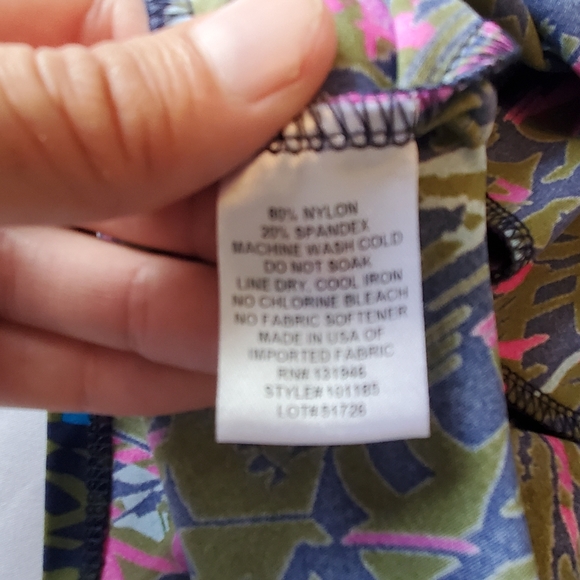 80% NYLON
20% SPANDEX
MACHINE WASH COLD
DO NOT SOAK
LINE DRY, COOL IRON
NO CHLORINE BLEACH
NO FABRIC SOFTENER
MADE IN USA OF
IMPORTED FABRIC
RN# 131946
STYLE# 101185
LOT# 51726